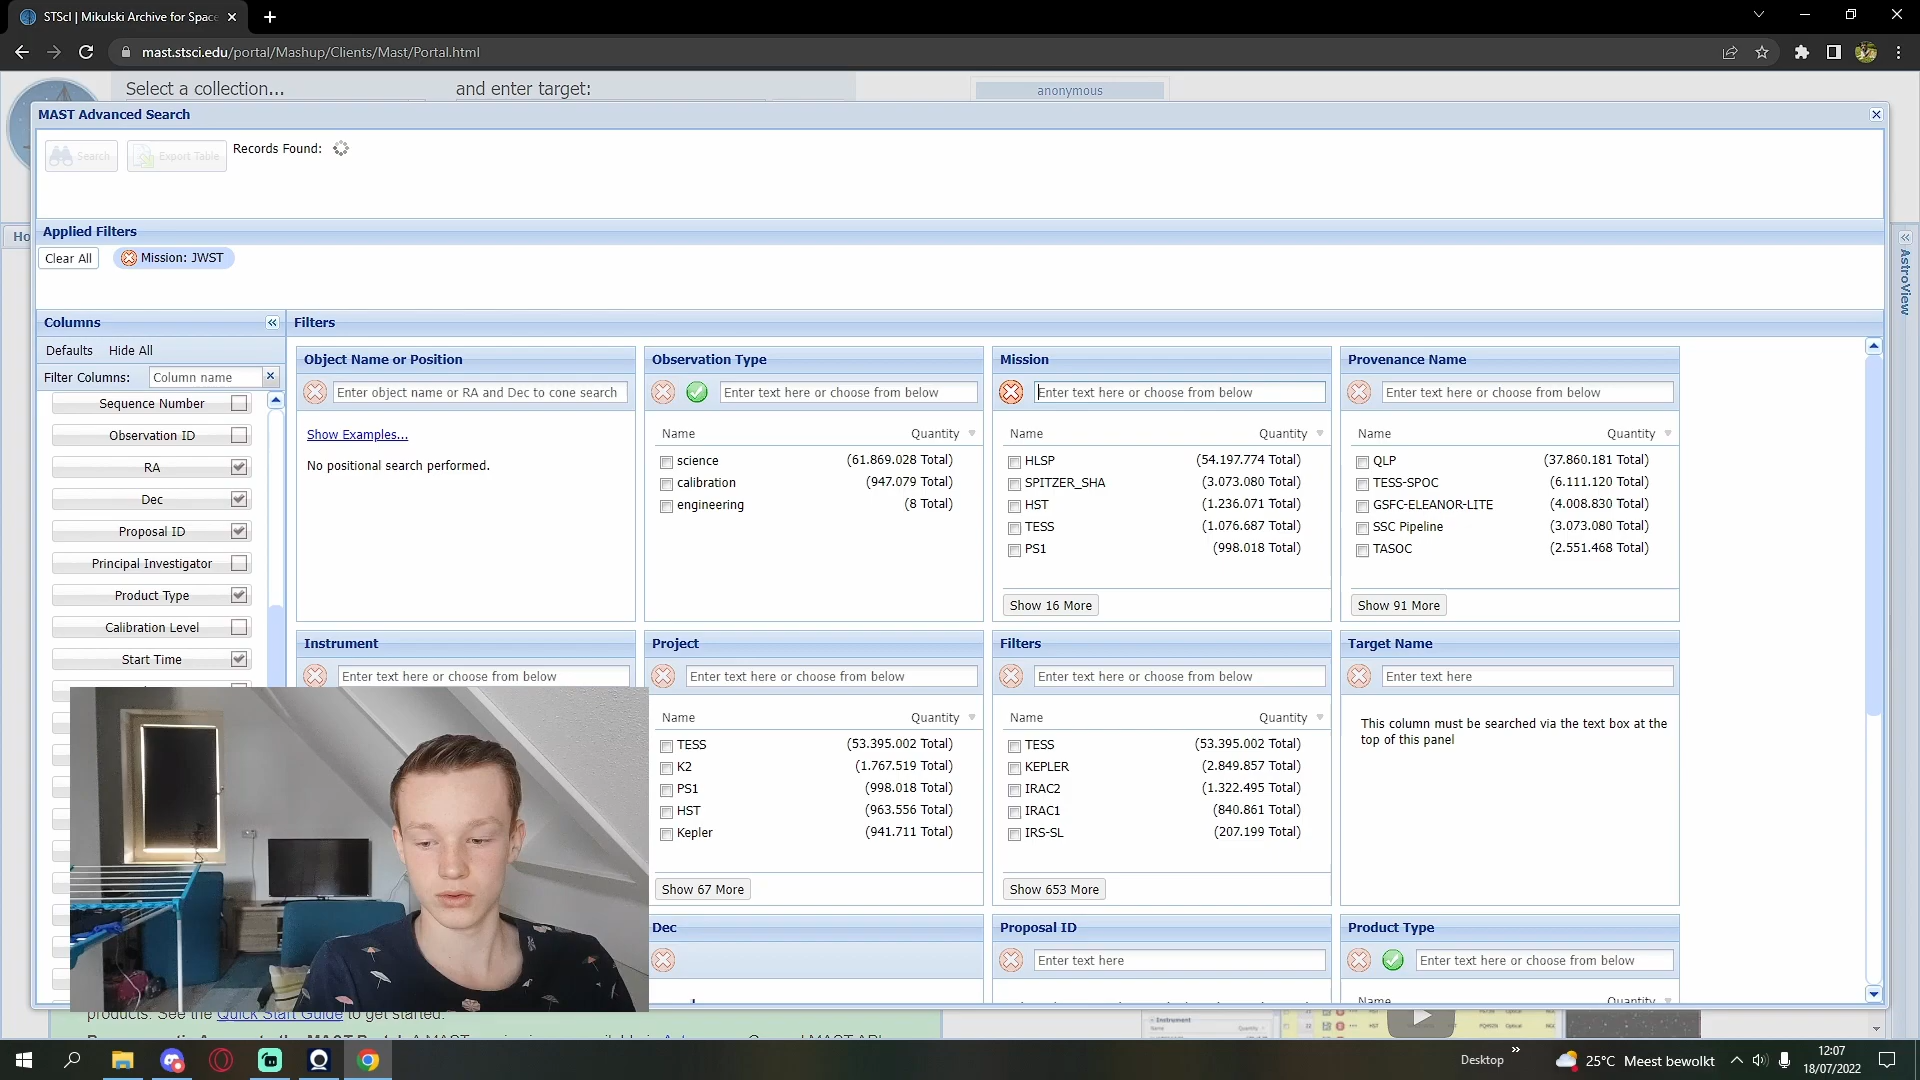 STScI | Mikulski Archive for Space
mast.stsci.edu/portal/Mashup/Clients/Mast/Portal.html
Select a collection...
and enter target:
anonymous
MAST Advanced Search
Search
Export Table
Records Found:
Applied Filters
Clear All
Mission: JWST
Ho
AstroView
Columns
Filters
Defaults
Hide All
Filter Columns:
Column name
Sequence Number
Observation ID
RA
Dec
Proposal ID
Principal Investigator
Product Type
Calibration Level
Start Time
Object Name or Position
Enter object name or RA and Dec to cone search
Show Examples...
No positional search performed.
Observation Type
Enter text here or choose from below
Name Quantity
science (61.869.028 Total)
calibration (947.079 Total)
engineering (8 Total)
Mission
Enter text here or choose from below
Name Quantity
HLSP (54.197.774 Total)
SPITZER_SHA (3.073.080 Total)
HST (1.236.071 Total)
TESS (1.076.687 Total)
PS1 (998.018 Total)
Show 16 More
Provenance Name
Enter text here or choose from below
Name Quantity
QLP (37.860.181 Total)
TESS-SPOC (6.111.120 Total)
GSFC-ELEANOR-LITE (4.008.830 Total)
SSC Pipeline (3.073.080 Total)
TASOC (2.551.468 Total)
Show 91 More
Instrument
Enter text here or choose from below
Project
Enter text here or choose from below
Name Quantity
TESS (53.395.002 Total)
K2 (1.767.519 Total)
PS1 (998.018 Total)
HST (963.556 Total)
Kepler (941.711 Total)
Show 67 More
Filters
Enter text here or choose from below
Name Quantity
TESS (53.395.002 Total)
KEPLER (2.849.857 Total)
IRAC2 (1.322.495 Total)
IRAC1 (840.861 Total)
IRS-SL (207.199 Total)
Show 653 More
Target Name
Enter text here
This column must be searched via the text box at the
top of this panel
Dec
Proposal ID
Enter text here
Product Type
Enter text here or choose from below
Name Quantity
products. See the Quick Start Guide to get started.
Desktop
25°C Meest bewolkt
12:07
18/07/2022